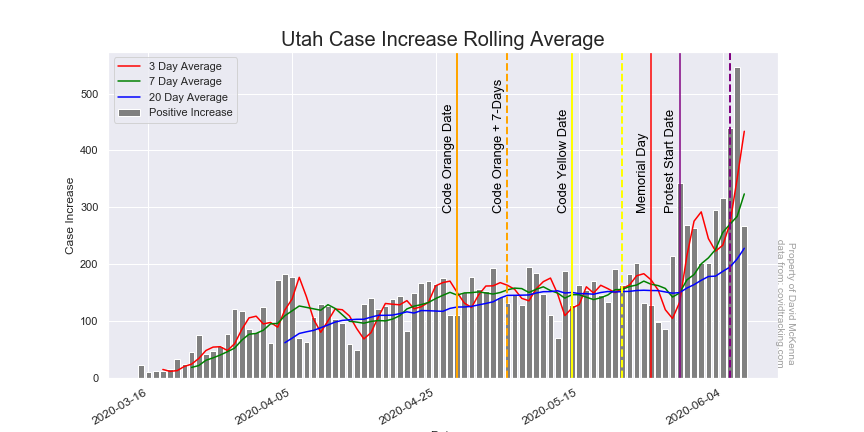 Utah Case Increase Rolling Average
3 Day Average
7 Day Average
20 Day Average
Positive Increase
Case Increase
500
400
300
200
100
0
Code Orange Date
Code Orange + 7-Days
Code Yellow Date
Memorial Day
Protest Start Date
2020-03-16
2020-04-05
2020-04-25
2020-05-15
2020-06-04
Property of David McKenna
data from: covidtracking.com